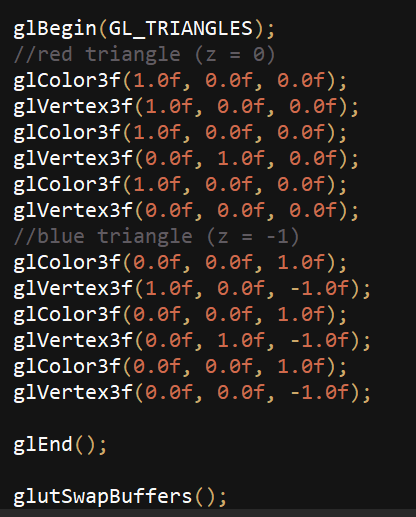 glBegin(GL_TRIANGLES);
//red triangle (z = 0)
glColor3f(1.0f, 0.0f, 0.0f);
glVertex3f(1.0f, 0.0f, 0.0f);
glColor3f(1.0f, 0.0f, 0.0f);
glVertex3f(0.0f, 1.0f, 0.0f);
glColor3f(1.0f, 0.0f, 0.0f);
glVertex3f(0.0f, 0.0f, 0.0f);
//blue triangle (z = -1)
glColor3f(0.0f, 0.0f, 1.0f);
glVertex3f(1.0f, 0.0f, -1.0f);
glColor3f(0.0f, 0.0f, 1.0f);
glVertex3f(0.0f, 1.0f, -1.0f);
glColor3f(0.0f, 0.0f, 1.0f);
glVertex3f(0.0f, 0.0f, -1.0f);
glEnd();
glutSwapBuffers();